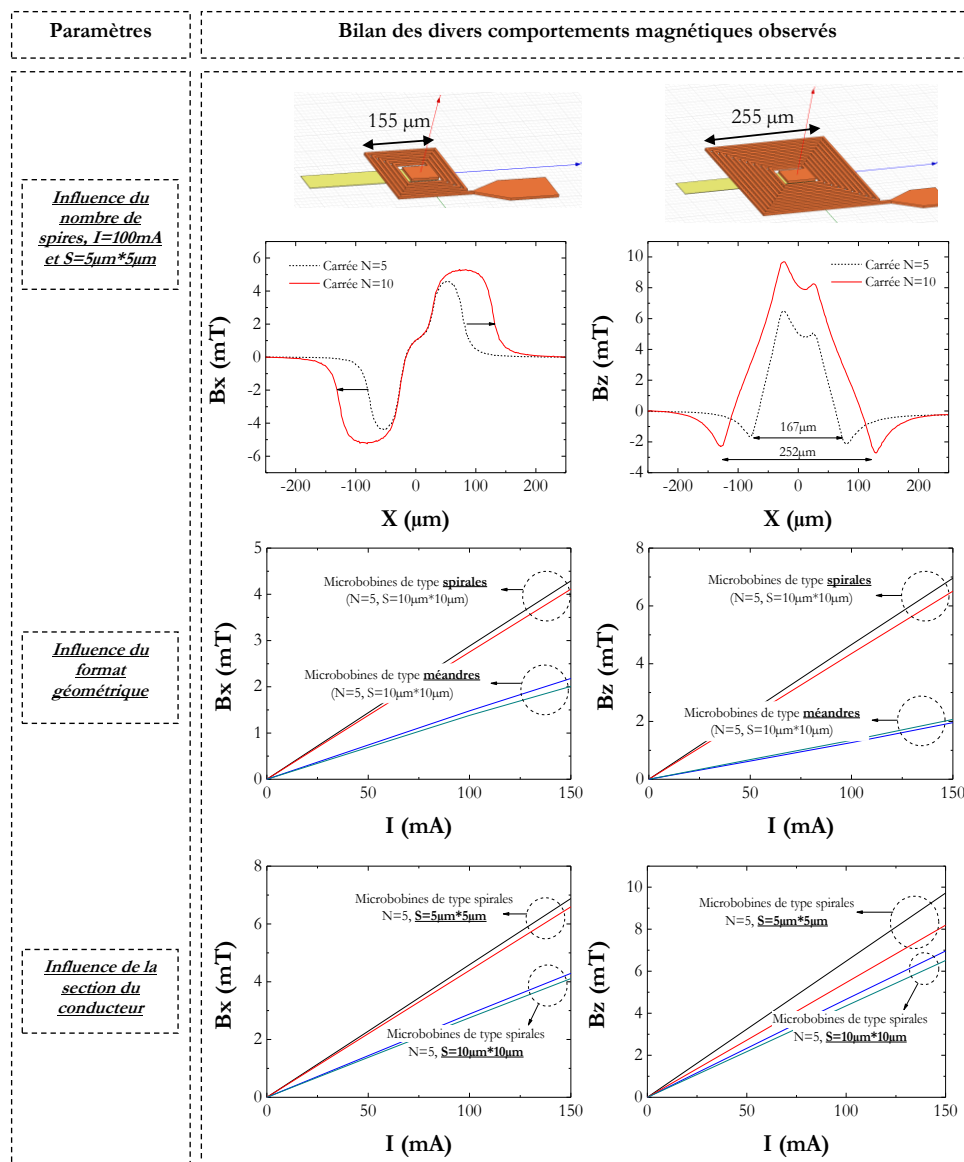 Paramètres
Bilan des divers comportements magnétiques observés
Influence du
nombre de
spires, I=100mA
et S=5µm*5µm
155 µm
255 µm
Carrée N=5
Carrée N=10
Bx (mT)
6
4
2
0
-2
-4
-6
-200
-100
0
100
200
X (µm)
Carrée N=5
Carrée N=10
167µm
252µm
Bz (mT)
10
8
6
4
2
0
-2
-4
-200
-100
0
100
200
X (µm)
Influence du
format
géométrique
Microbobines de type spirales
(N=5, S=10µm*10µm)
Microbobines de type méandres
(N=5, S=10µm*10µm)
Bx (mT)
5
4
3
2
1
0
0
50
100
150
I (mA)
Microbobines de type spirales
(N=5, S=10µm*10µm)
Microbobines de type méandres
(N=5, S=10µm*10µm)
Bz (mT)
8
6
4
2
0
0
50
100
150
I (mA)
Influence de la
section du
conducteur
Microbobines de type spirales
N=5, S=5µm*5µm
Microbobines de type spirales
N=5, S=10µm*10µm
Bx (mT)
8
6
4
2
0
0
50
100
150
I (mA)
Microbobines de type spirales
N=5, S=5µm*5µm
Microbobines de type spirales
N=5, S=10µm*10µm
Bz (mT)
10
8
6
4
2
0
0
50
100
150
I (mA)